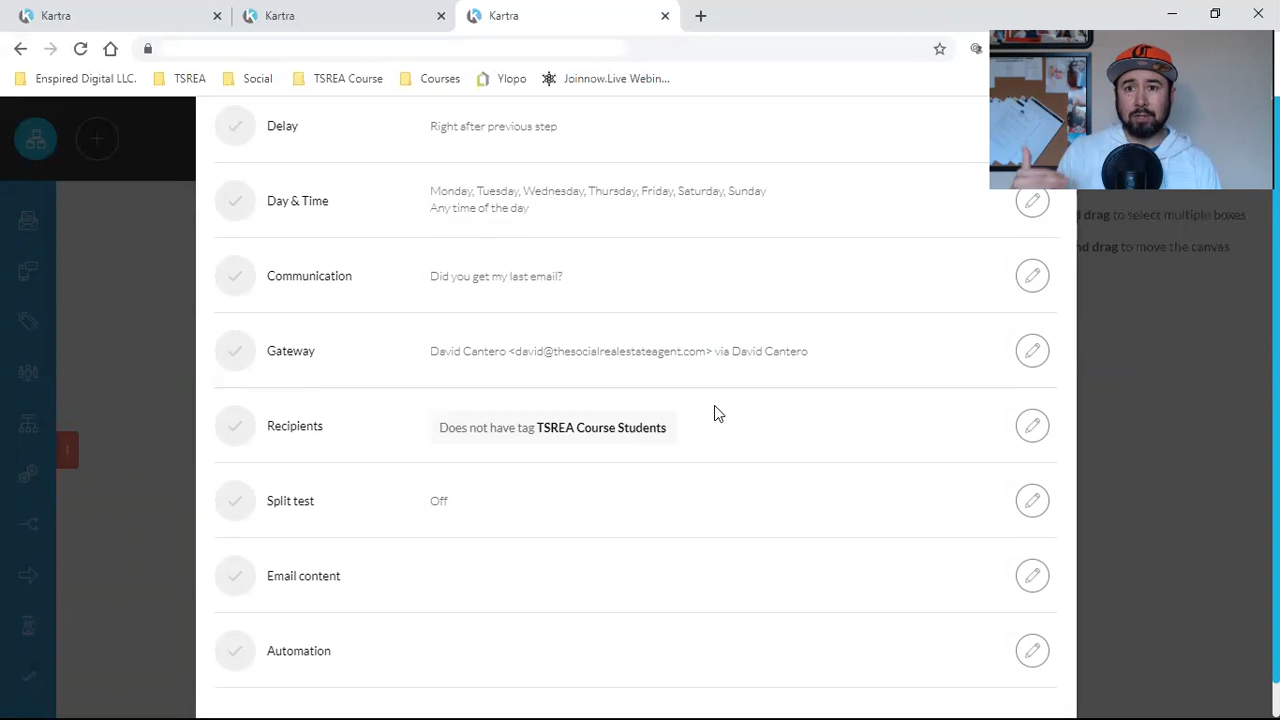 Kartra
Kartra
Kartra
Enspired Digital LLC.
TSREA
Social
TSREA Course
Courses
Ylopo
Joinnow.Live Webin...
Delay
Right after previous step
Day & Time
Monday, Tuesday, Wednesday, Thursday, Friday, Saturday, Sunday
Any time of the day
d drag to select multiple boxes
nd drag to move the canvas
Communication
Did you get my last email?
Gateway
David Cantero <david@thesocialrealestateagent.com> via David Cantero
Recipients
Does not have tag TSREA Course Students
Split test
Off
Email content
Automation